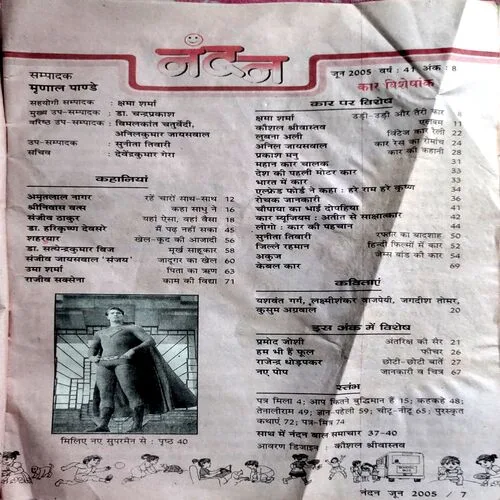 नंदन
जून 2005 वर्ष : 41 अंक : 8
कार विशेषांक
सम्पादक
मृणाल पाण्डे
सहयोगी सम्पादक : क्षमा शर्मा
मुख्य उप-सम्पादक : डा. चन्द्रप्रकाश
वरिष्ठ उप-सम्पादक : विमलकांत चतुर्वेदी,
अनिलकुमार जायसवाल
उप-सम्पादक : सुनीता तिवारी
सचिव : देवेन्द्रकुमार गेरा
कहानियां
अमृतलाल नागर रहे चारों साथ-साथ 12
श्रीनिवास वत्स कहा साधु ने 16
संजीव ठाकुर यहां ऐसा, वहां वैसा 18
डा. हरिकृष्ण देवसरे मैं पढ़ नहीं सका 45
शहरयार खेल-कूद की आजादी 56
डा. सत्येन्द्रकुमार विज मूर्ख साहूकार 58
संजीव जायसवाल 'संजय' जादूगर का खेल 60
उमा शर्मा पिता का ऋण 63
राजीव सक्सेना काम की विद्या 71
मिलिए नए सुपरमैन से : पृष्ठ 40
कार पर विशेष
क्षमा शर्मा उड़ी-उड़ी और तैरी कार 8
कौशल श्रीवास्तव एलबम 11
लुबना अली विंटेज कार रैली 22
अनिल जायसवाल कार रेस का रोमांच 24
प्रकाश मनु कार की कहानी 28
महान कार चालक 31
देश की पहली मोटर कार 33
भारत में कार 33
एल्फ्रेड फोर्ड ने कहा : हरे राम हरे कृष्ण 34
रोचक जानकारी 36
चौपाया का भाई दोपहिया 41
कार म्यूजियम : अतीत से साक्षात्कार 42
लोगो : कार की पहचान 44
सुनीता तिवारी रफ्तार का बादशाह 50
जिल्ले रहमान हिन्दी फिल्मों में कार 52
अकुज जेम्स बांड की कार 54
केबल कार 69
कविताएं
यशवंत गर्ग, लक्ष्मीशंकर वाजपेयी, जगदीश तोमर,
कुसुम अग्रवाल 20
इस अंक में विशेष
प्रमोद जोशी अंतरिक्ष की सैर 21
हम भी हैं फूल फीचर 26
राजेन्द्र धोड़पकर छोटी-छोटी बातें 27
नए पोप जानकारी व चित्र 67
स्तंभ
पत्र मिला 4; आप कितने बुद्धिमान हैं 15; कहकहे 48;
तेनालीराम 49; ज्ञान-पहेली 59; चीटू-नीटू 65; पुरस्कृत
कथाएं 72; पत्र-मित्र 74
साथ में नंदन बाल समाचार 37-40
आवरण डिजाइन : कौशल श्रीवास्तव
नंदन जून 2005 / 7